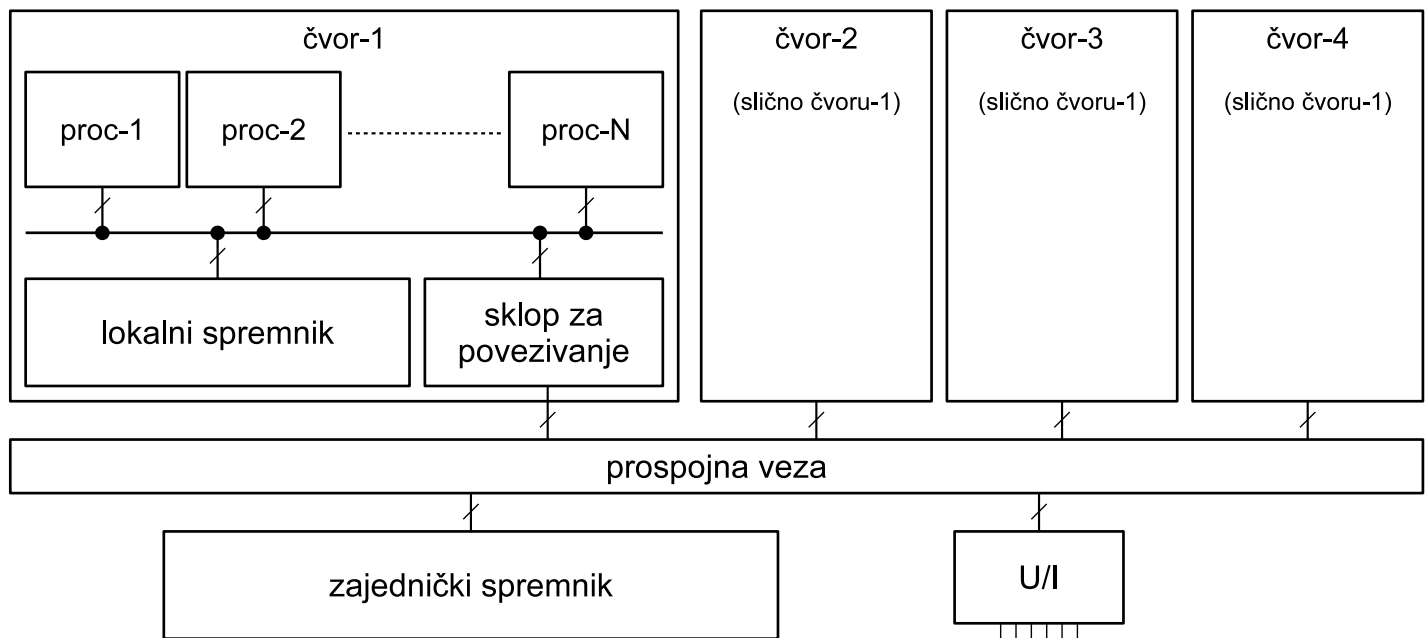 čvor-1
čvor-2
čvor-3
čvor-4
(slično čvoru-1)
(slično čvoru-1)
(slično čvoru-1)
proc-1
proc-2
proc-N
lokalni spremnik
sklop za
povezivanje
prospojna veza
zajednički spremnik
U/I